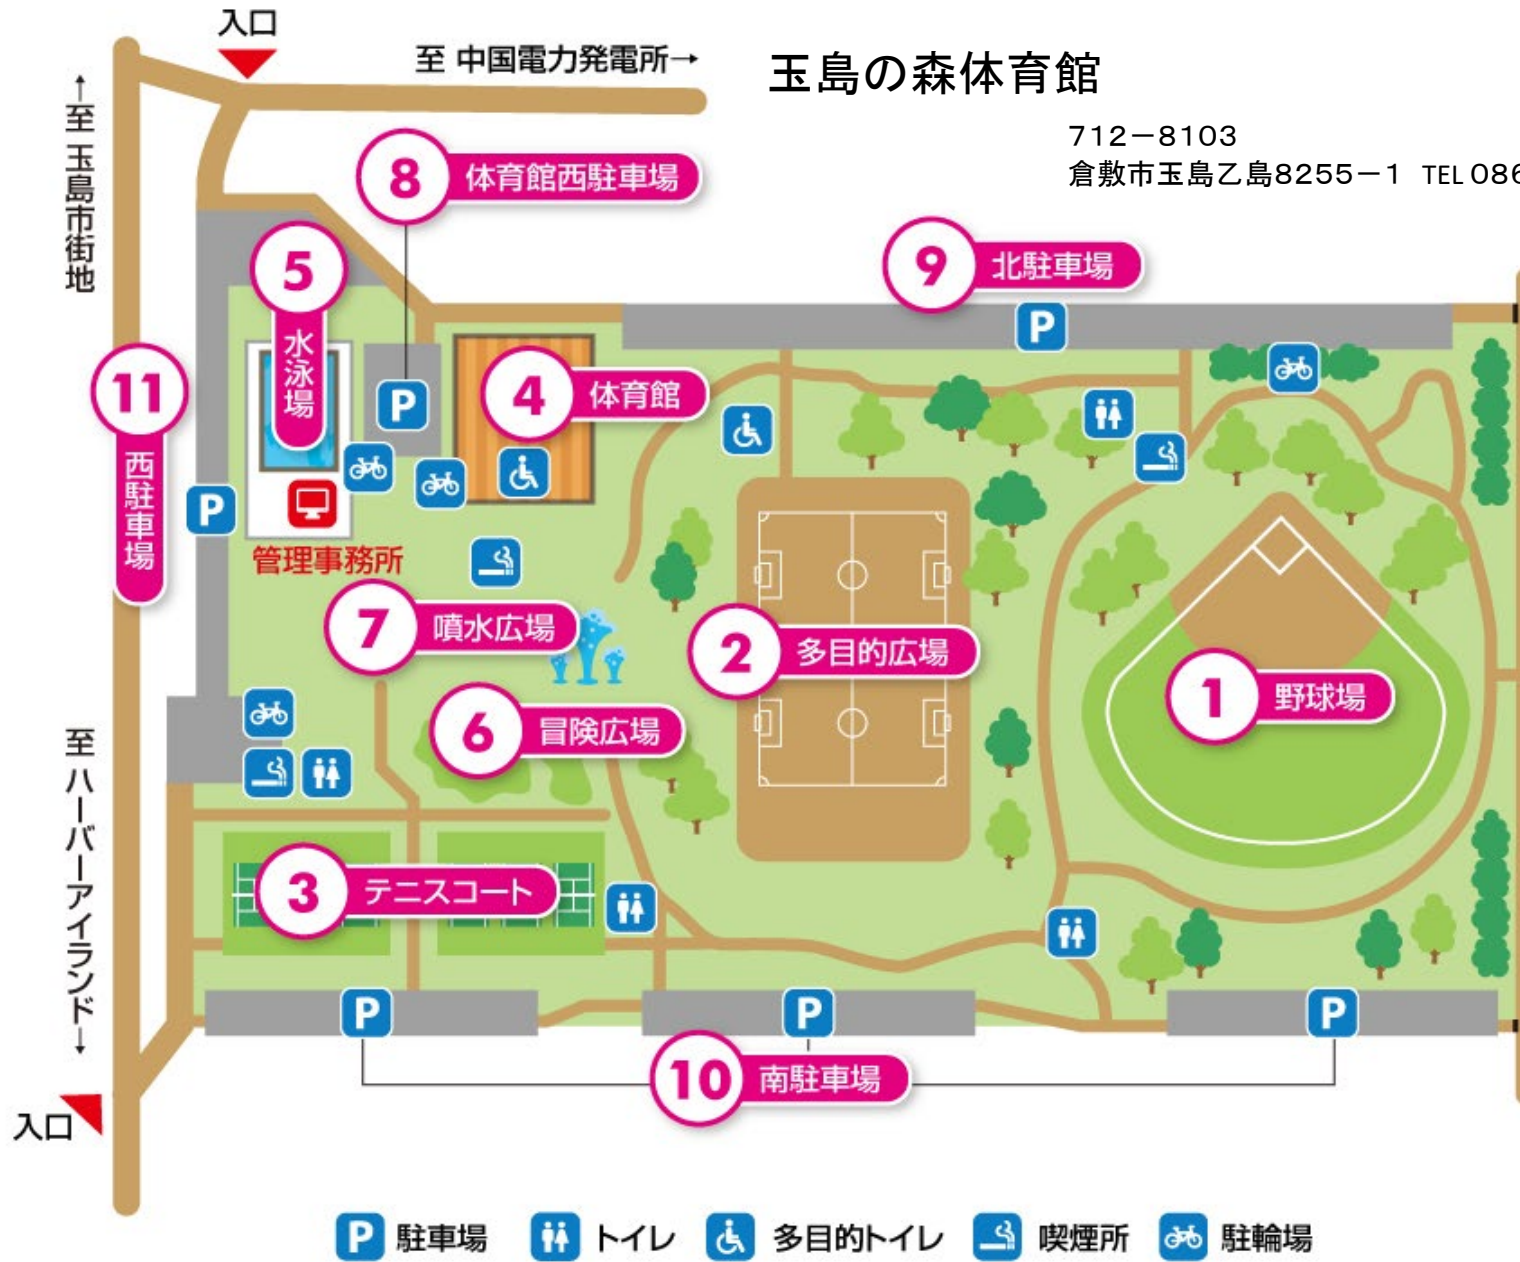 入口
至 中国電力発電所→
玉島の森体育館
712－8103
倉敷市玉島乙島8255－1 TEL 086
↑至 玉島市街地
8 体育館西駐車場
9 北駐車場
5 水泳場
4 体育館
11 西駐車場
P
P
P
管理事務所
7 噴水広場
2 多目的広場
1 野球場
6 冒険広場
至 ハーバーアイランド↓
3 テニスコート
P
P
P
10 南駐車場
入口
P 駐車場 トイレ 多目的トイレ 喫煙所 駐輪場